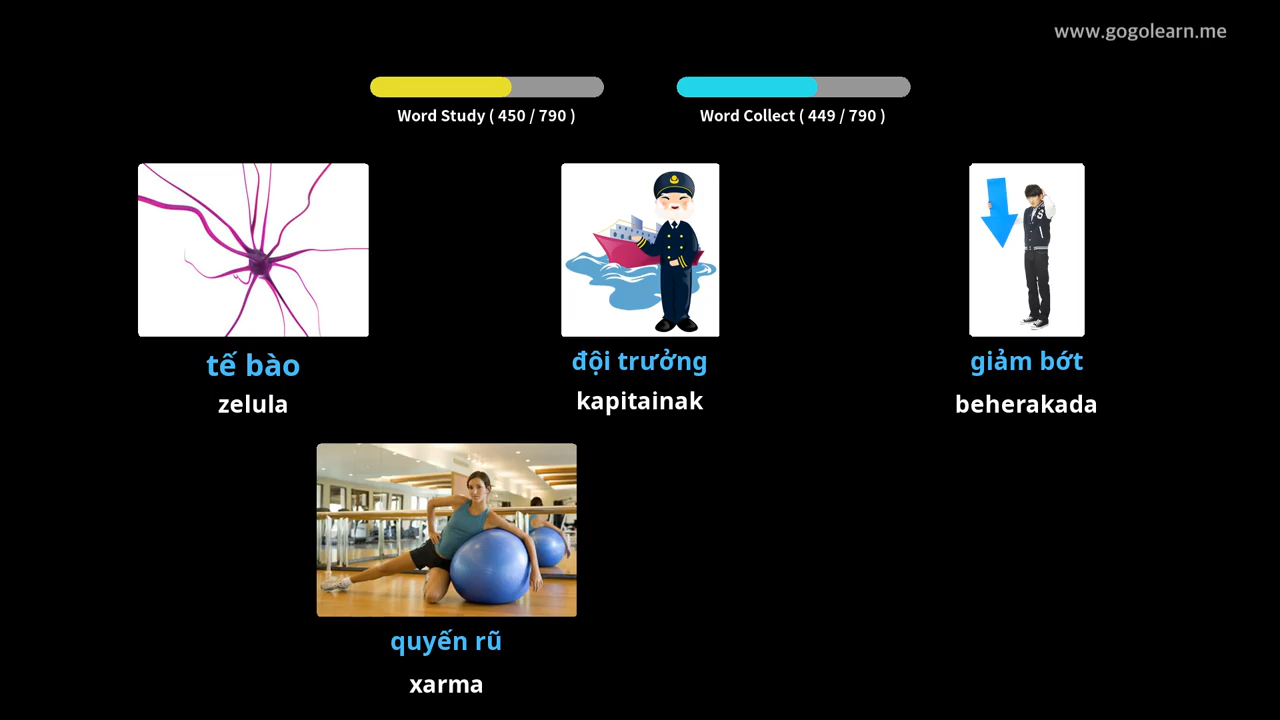 www.gogolearn.me
Word Study ( 450 / 790 )
Word Collect ( 449 / 790 )
tế bào
zelula
đội trưởng
kapitainak
giảm bớt
beherakada
quyến rũ
xarma